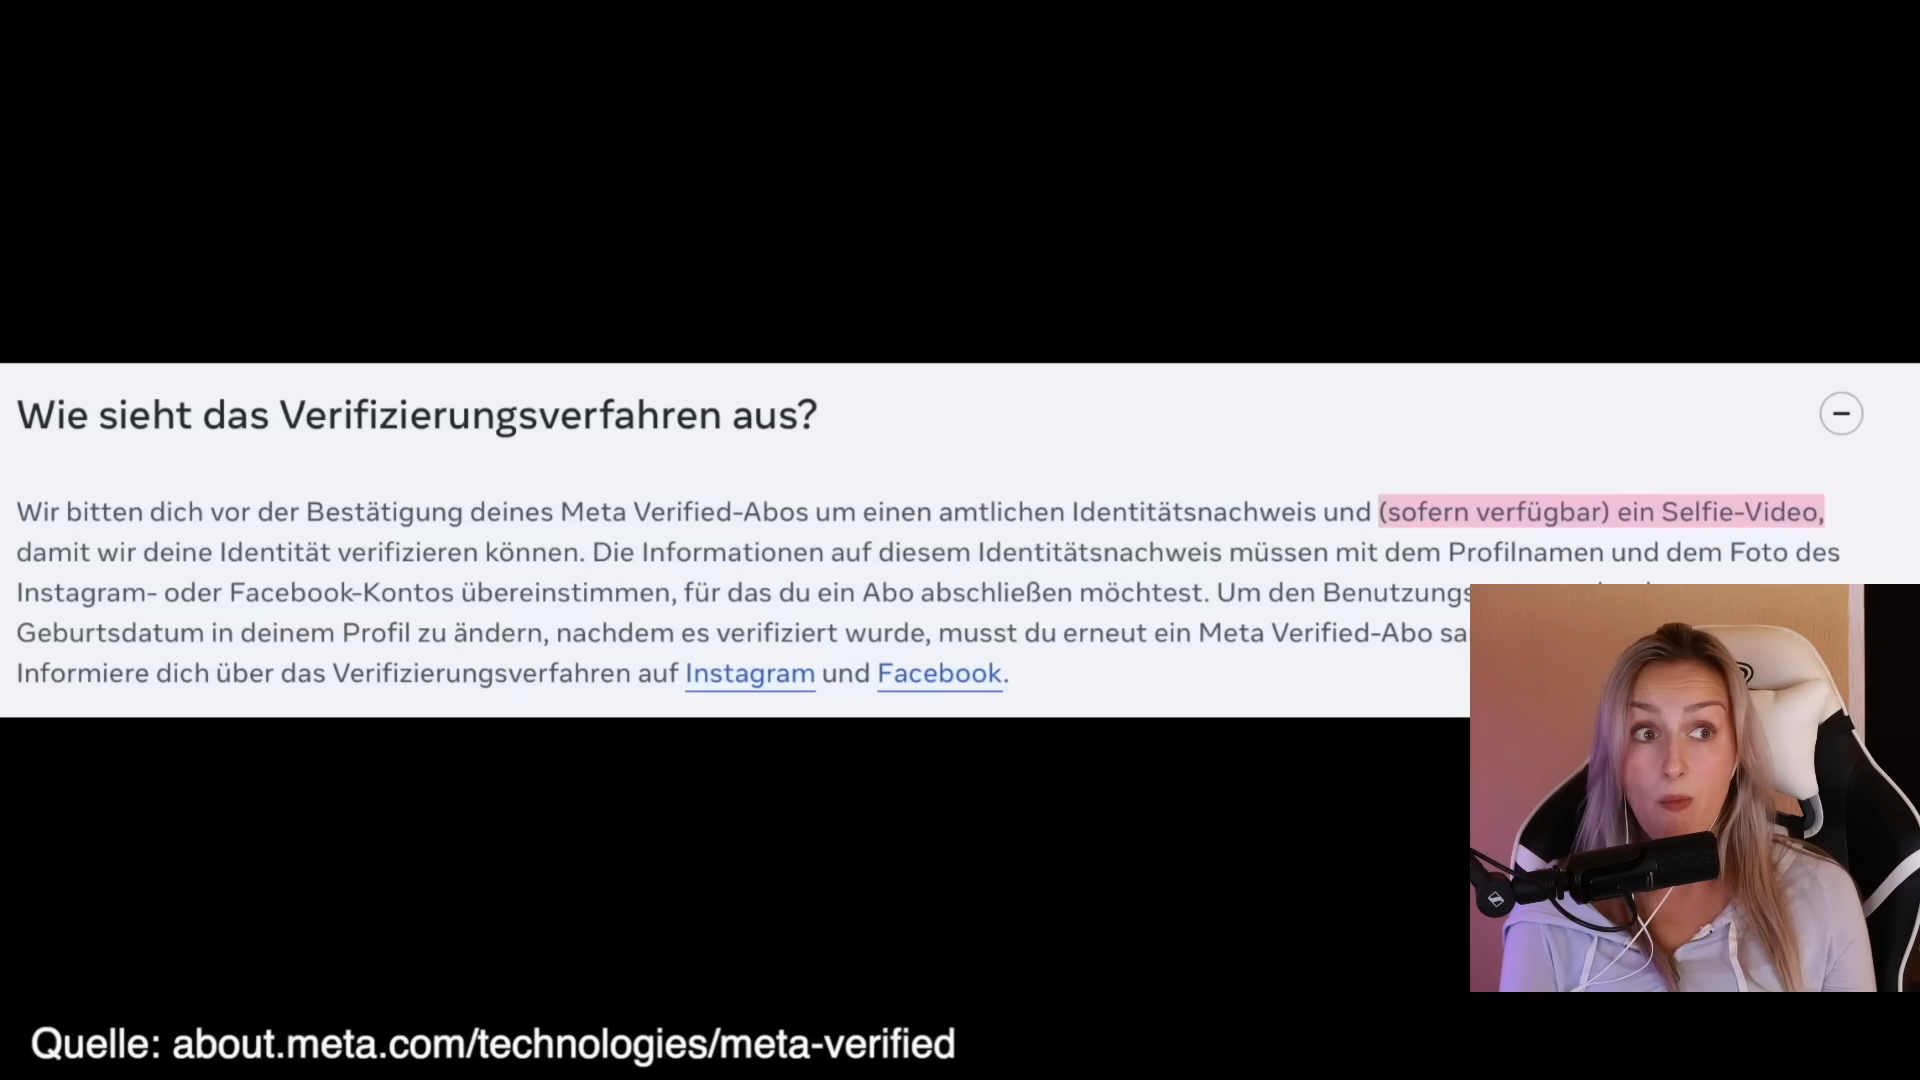 Wie sieht das Verifizierungsverfahren aus?
Wir bitten dich vor der Bestätigung deines Meta Verified-Abos um einen amtlichen Identitätsnachweis und (sofern verfügbar) ein Selfie-Video,
damit wir deine Identität verifizieren können. Die Informationen auf diesem Identitätsnachweis müssen mit dem Profilnamen und dem Foto des
Instagram- oder Facebook-Kontos übereinstimmen, für das du ein Abo abschließen möchtest. Um den
Geburtsdatum in deinem Profil zu ändern, nachdem es verifiziert wurde, musst du erneut ein Meta Verified-Abo
Informiere dich über das Verifizierungsverfahren auf Instagram und Facebook.
Quelle: about.meta.com/technologies/meta-verified